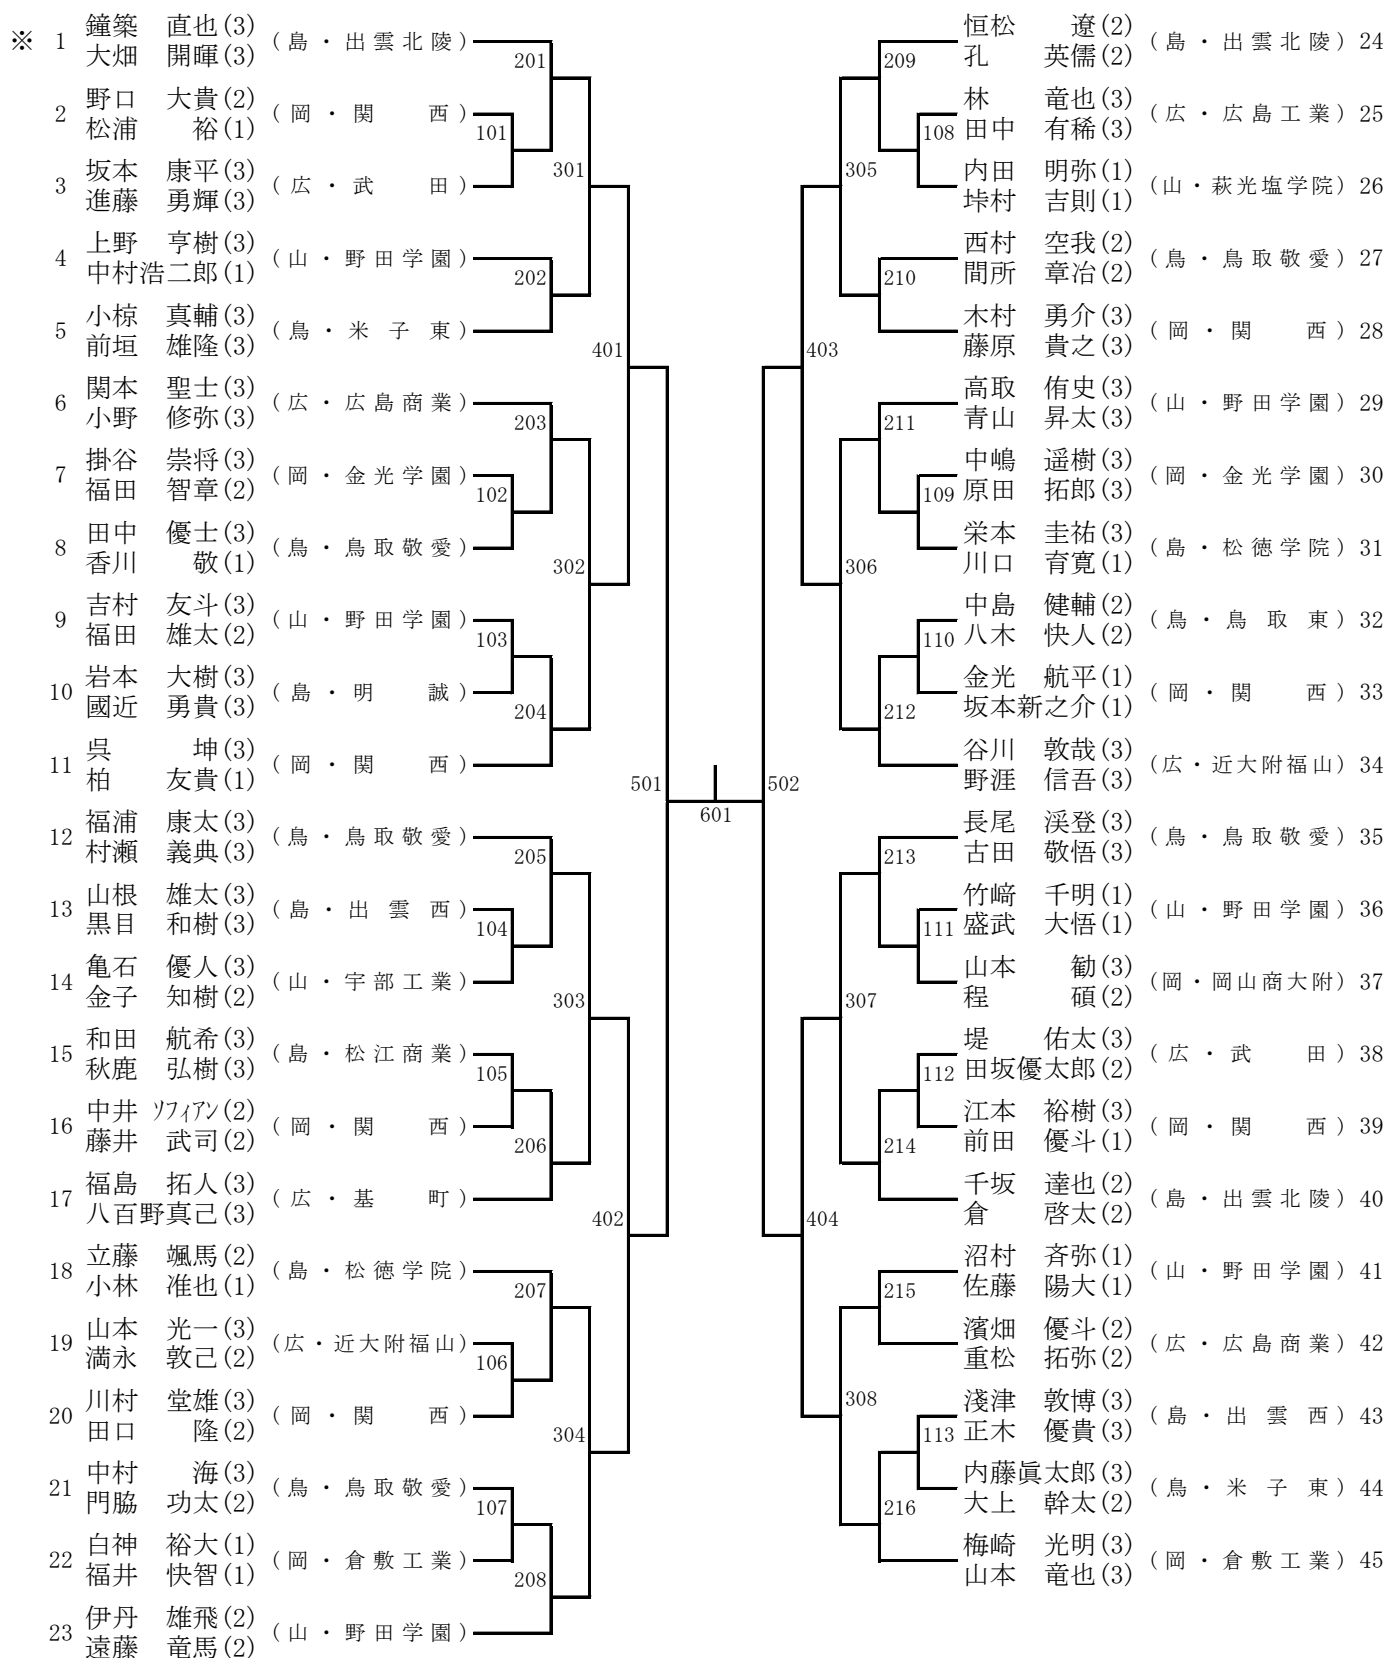 ※ 1 鐘築 直也(3) 大畑 開暉(3) (島・出雲北陵)
2 野口 大貴(2) 松浦 裕(1) (岡・関西)
3 坂本 康平(3) 進藤 勇輝(3) (広・武田)
4 上野 亨樹(3) 中村浩二郎(1) (山・野田学園)
5 小椋 真輔(3) 前垣 雄隆(3) (鳥・米子東)
6 関本 聖士(3) 小野 修弥(3) (広・広島商業)
7 掛谷 崇将(3) 福田 智章(2) (岡・金光学園)
8 田中 優士(3) 香川 敬(1) (鳥・鳥取敬愛)
9 吉村 友斗(3) 福田 雄太(2) (山・野田学園)
10 岩本 大樹(3) 國近 勇貴(3) (島・明誠)
11 呉 坤(3) 柏 友貴(1) (岡・関西)
12 福浦 康太(3) 村瀬 義典(3) (鳥・鳥取敬愛)
13 山根 雄太(3) 黒目 和樹(3) (島・出雲西)
14 亀石 優人(3) 金子 知樹(2) (山・宇部工業)
15 和田 航希(3) 秋鹿 弘樹(3) (島・松江商業)
16 中井 ソフィアン(2) 藤井 武司(2) (岡・関西)
17 福島 拓人(3) 八百野真己(3) (広・基町)
18 立藤 颯馬(2) 小林 准也(1) (島・松徳学院)
19 山本 光一(3) 満永 敦己(2) (広・近大附福山)
20 川村 堂雄(3) 田口 隆(2) (岡・関西)
21 中村 海(3) 門脇 功太(2) (鳥・鳥取敬愛)
22 白神 裕大(1) 福井 快智(1) (岡・倉敷工業)
23 伊丹 雄飛(2) 遠藤 竜馬(2) (山・野田学園)
101
102
103
104
105
106
107
201
202
203
204
205
206
207
208
301
302
303
304
401
402
501
601
502
403
404
305
306
307
308
209
210
211
212
213
214
215
216
108
109
110
111
112
113
恒松 遼(2) 孔 英儒(2) (島・出雲北陵) 24
林 竜也(3) 田中 有稀(3) (広・広島工業) 25
内田 明弥(1) 垰村 吉則(1) (山・萩光塩学院) 26
西村 空我(2) 間所 章冶(2) (鳥・鳥取敬愛) 27
木村 勇介(3) 藤原 貴之(3) (岡・関西) 28
高取 侑史(3) 青山 昇太(3) (山・野田学園) 29
中嶋 遥樹(3) 原田 拓郎(3) (岡・金光学園) 30
栄本 圭祐(3) 川口 育寛(1) (島・松徳学院) 31
中島 健輔(2) 八木 快人(2) (鳥・鳥取東) 32
金光 航平(1) 坂本新之介(1) (岡・関西) 33
谷川 敦哉(3) 野涯 信吾(3) (広・近大附福山) 34
長尾 渓登(3) 古田 敬悟(3) (鳥・鳥取敬愛) 35
竹﨑 千明(1) 盛武 大悟(1) (山・野田学園) 36
山本 勧(3) 程 碩(2) (岡・岡山商大附) 37
堤 佑太(3) 田坂優太郎(2) (広・武田) 38
江本 裕樹(3) 前田 優斗(1) (岡・関西) 39
千坂 達也(2) 倉 啓太(2) (島・出雲北陵) 40
沼村 斉弥(1) 佐藤 陽大(1) (山・野田学園) 41
濱畑 優斗(2) 重松 拓弥(2) (広・広島商業) 42
淺津 敦博(3) 正木 優貴(3) (島・出雲西) 43
内藤眞太郎(3) 大上 幹太(2) (鳥・米子東) 44
梅崎 光明(3) 山本 竜也(3) (岡・倉敷工業) 45